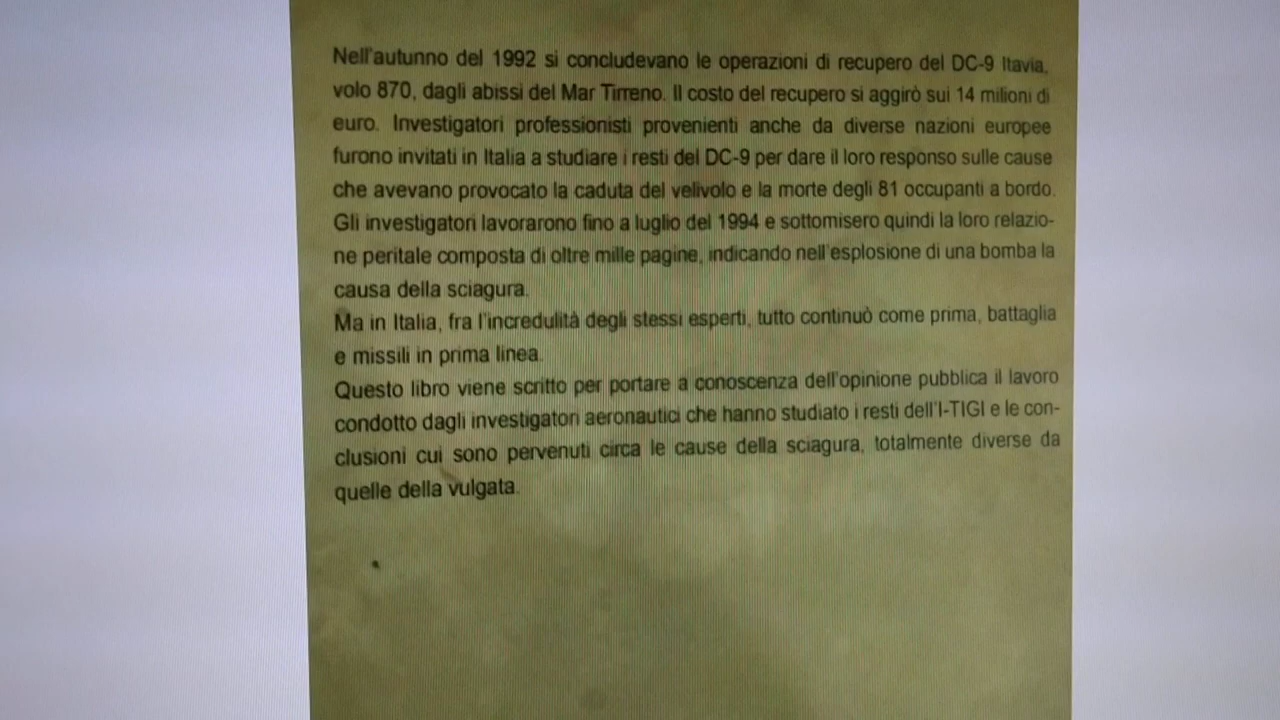 Nell'autunno del 1992 si concludevano le operazioni di recupero del DC-9 Itavia,
volo 870, dagli abissi del Mar Tirreno. Il costo del recupero si aggirò sui 14 milioni di
euro. Investigatori professionisti provenienti anche da diverse nazioni europee
furono invitati in Italia a studiare i resti del DC-9 per dare il loro responso sulle cause
che avevano provocato la caduta del velivolo e la morte degli 81 occupanti a bordo.
Gli investigatori lavorarono fino a luglio del 1994 e sottomisero quindi la loro relazio-
ne peritale composta di oltre mille pagine, indicando nell'esplosione di una bomba la
causa della sciagura.
Ma in Italia, fra l'incredulità degli stessi esperti, tutto continuò come prima, battaglia
e missili in prima linea.
Questo libro viene scritto per portare a conoscenza dell'opinione pubblica il lavoro
condotto dagli investigatori aeronautici che hanno studiato i resti dell'I-TIGI e le con-
clusioni cui sono pervenuti circa le cause della sciagura, totalmente diverse da
quelle della vulgata.